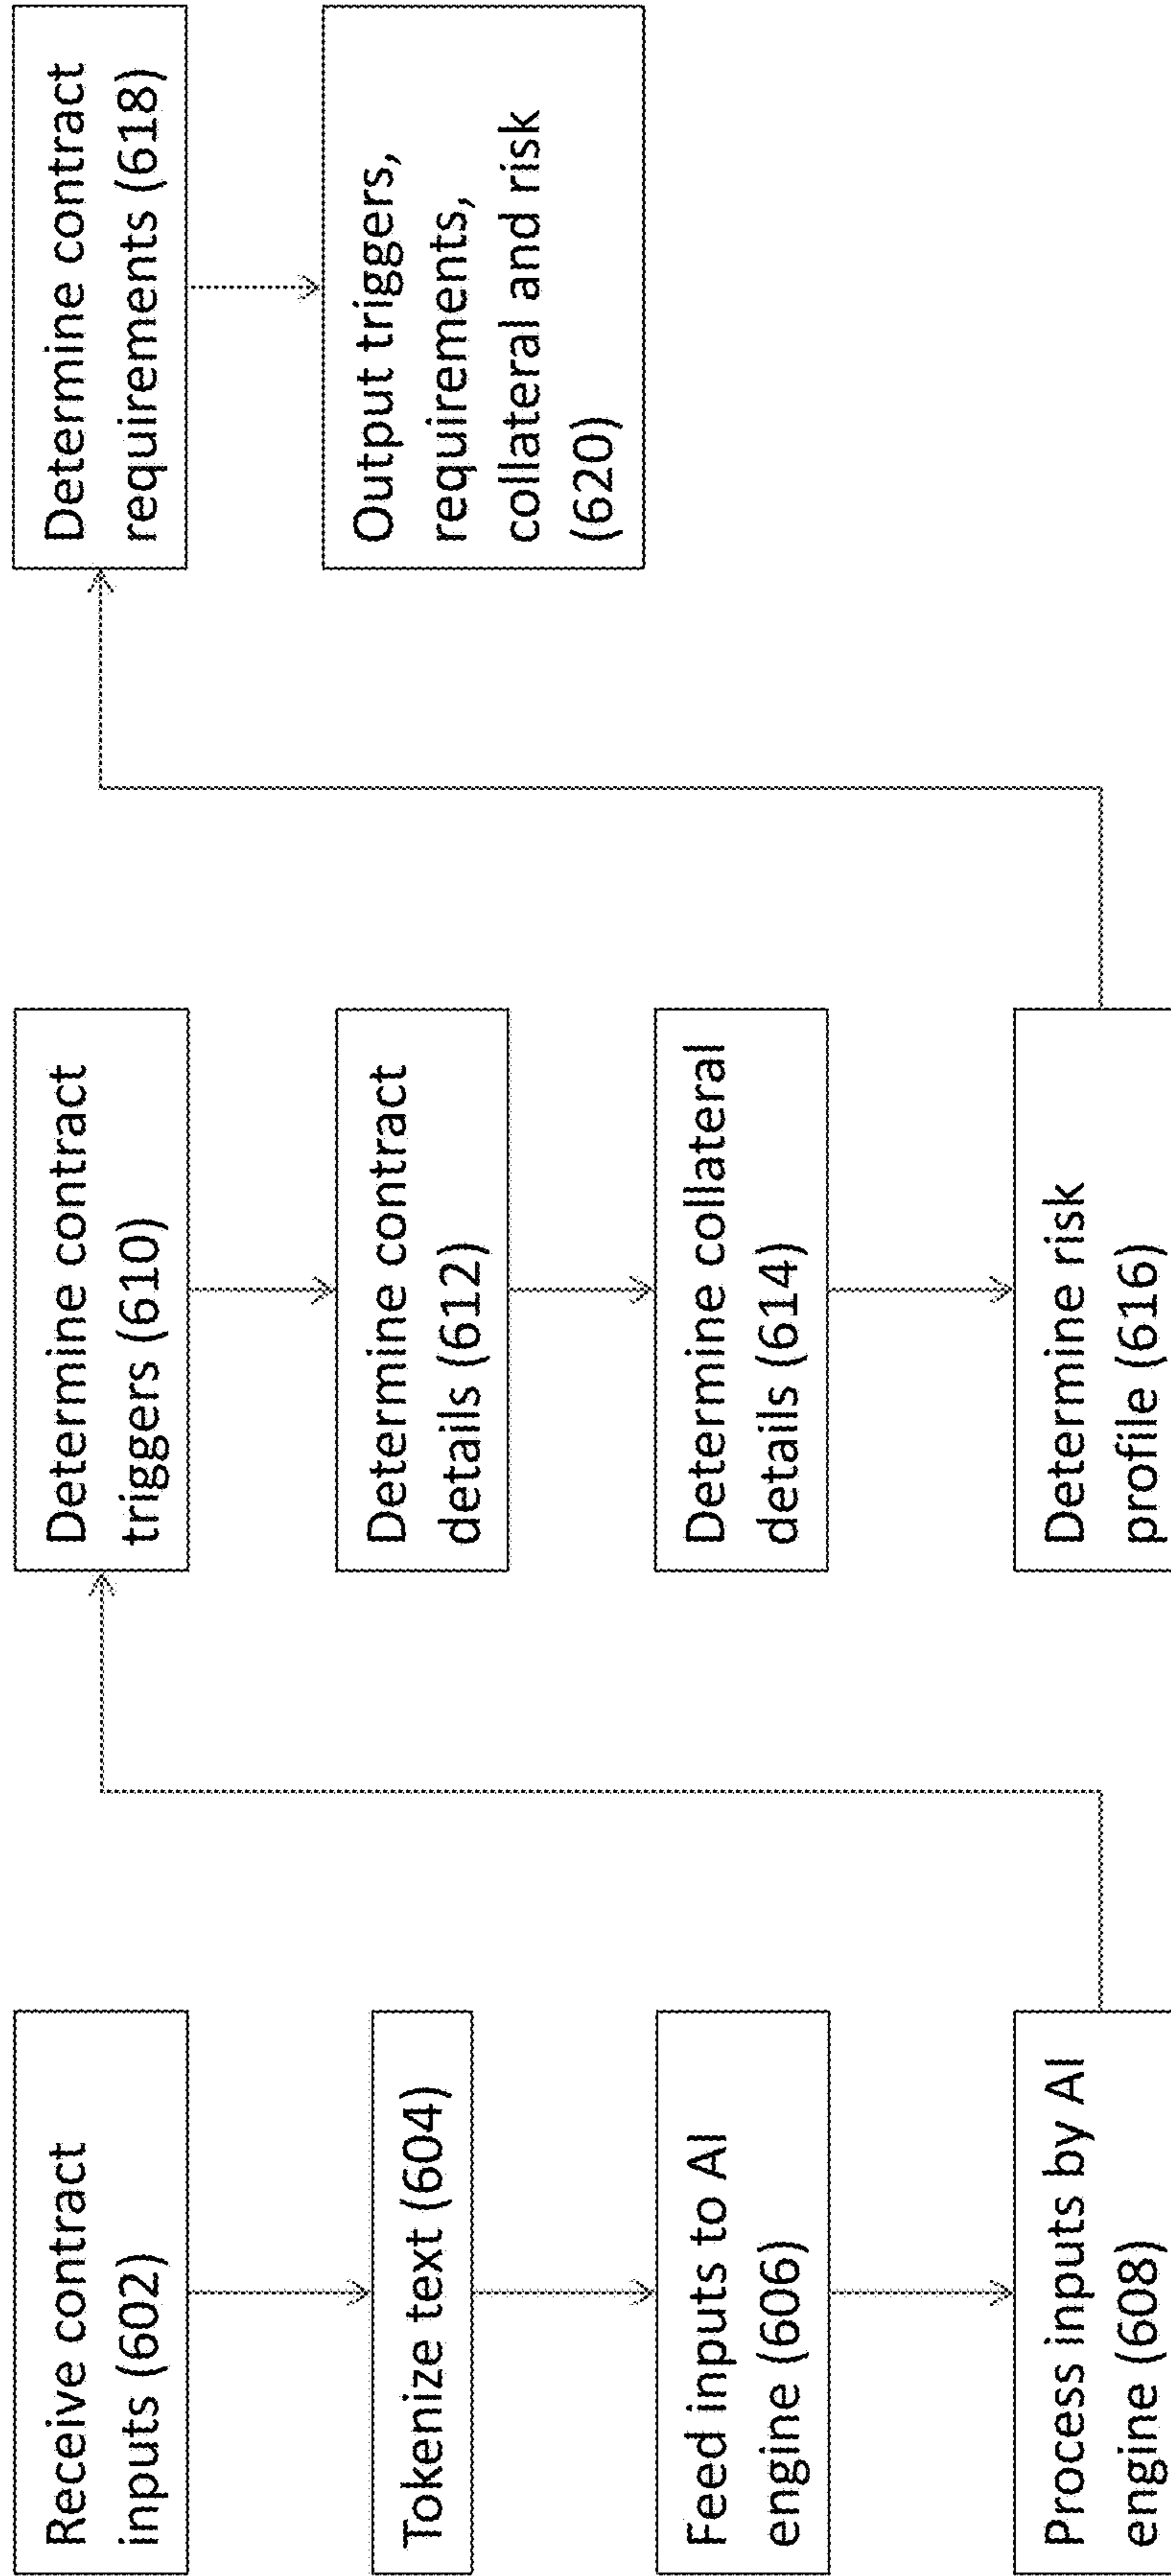 Receive contract
inputs (602)
Tokenize text (604)
Feed inputs to AI
engine (606)
Process inputs by AI
engine (608)
Determine contract
triggers (610)
Determine contract
details (612)
Determine collateral
details (614)
Determine risk
profile (616)
Determine contract
requirements (618)
Output triggers,
requirements,
collateral and risk
(620)